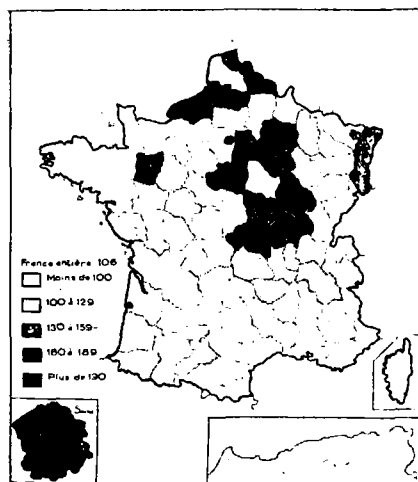 France entière 106
Moins de 100
100 à 129
130 à 159
160 à 189
Plus de 190
Seine